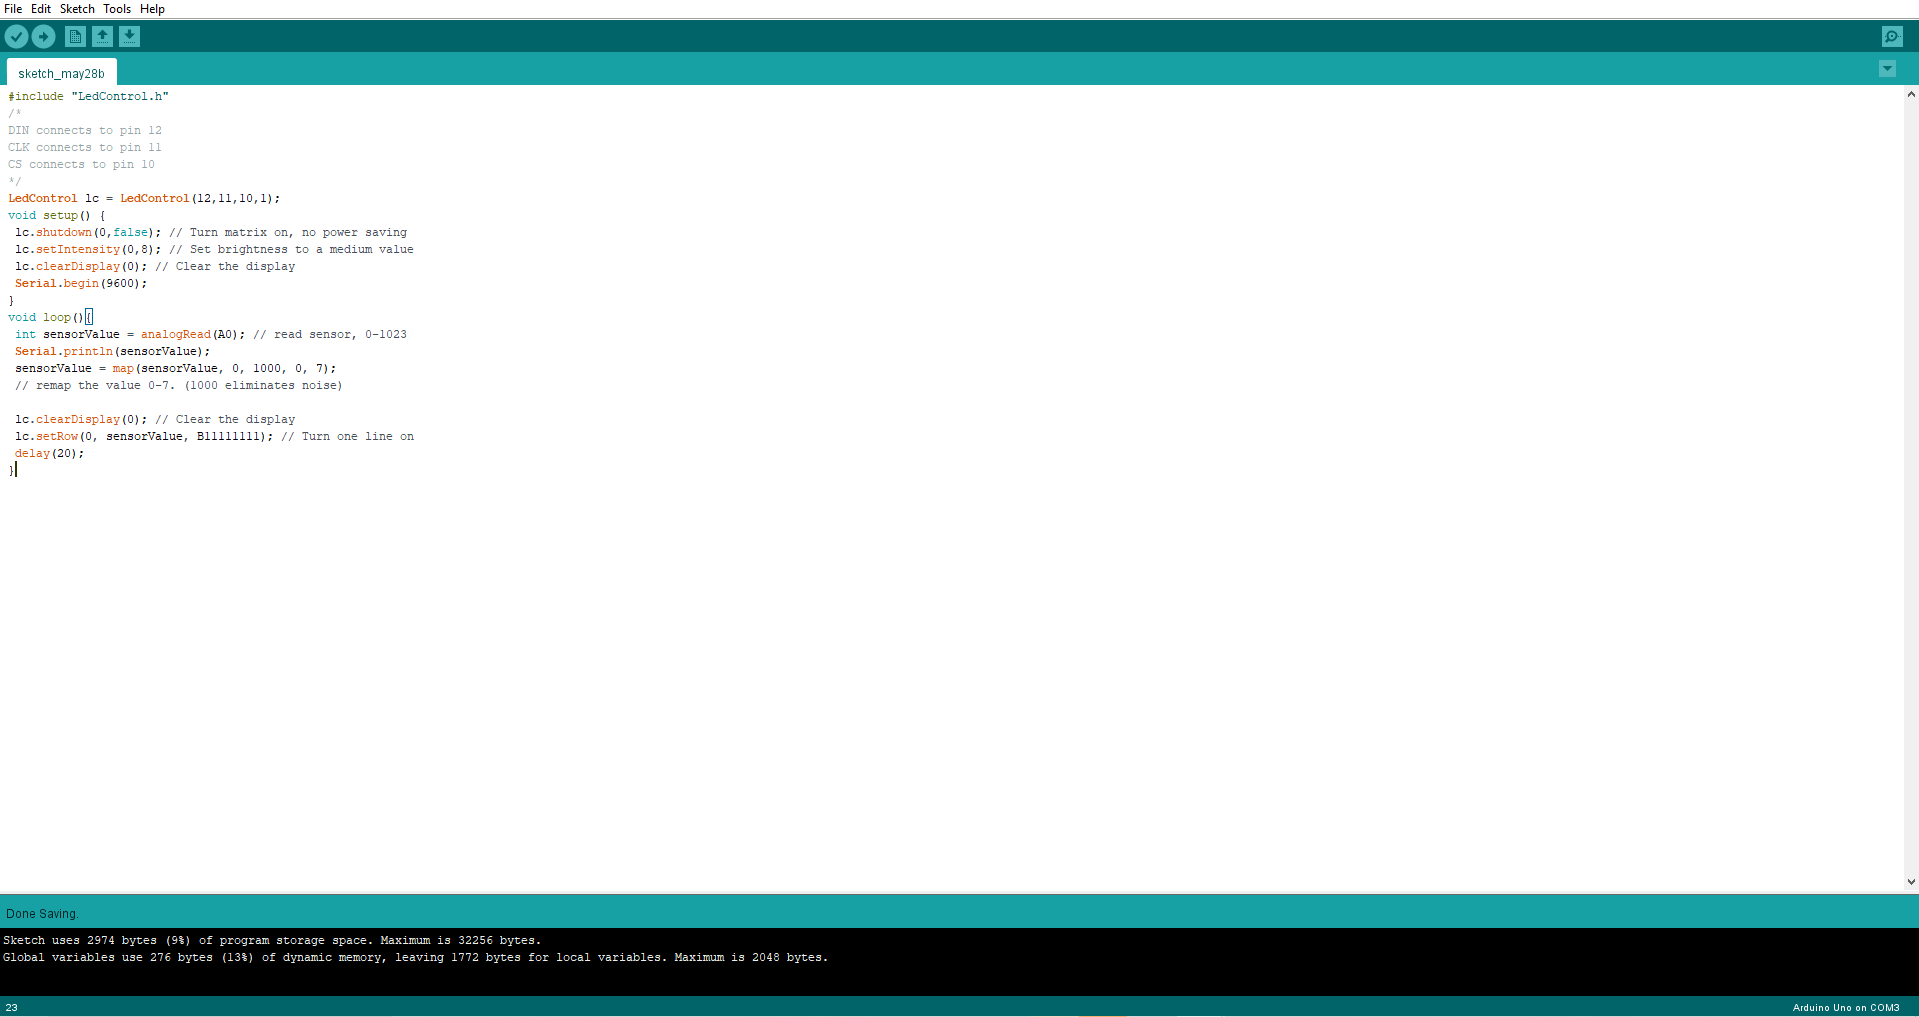 File Edit Sketch Tools Help
sketch_may28b
#include "LedControl.h"
/*
DIN connects to pin 12
CLK connects to pin 11
CS connects to pin 10
*/
LedControl lc = LedControl(12,11,10,1);
void setup() {
 lc.shutdown(0,false); // Turn matrix on, no power saving
 lc.setIntensity(0,8); // Set brightness to a medium value
 lc.clearDisplay(0); // Clear the display
 Serial.begin(9600);
}
void loop(){
 int sensorValue = analogRead(A0); // read sensor, 0-1023
 Serial.println(sensorValue);
 sensorValue = map(sensorValue, 0, 1000, 0, 7);
 // remap the value 0-7. (1000 eliminates noise)
 lc.clearDisplay(0); // Clear the display
 lc.setRow(0, sensorValue, B11111111); // Turn one line on
 delay(20);
}
Done Saving.
Sketch uses 2974 bytes (9%) of program storage space. Maximum is 32256 bytes.
Global variables use 276 bytes (13%) of dynamic memory, leaving 1772 bytes for local variables. Maximum is 2048 bytes.
23 Arduino Uno on COM3